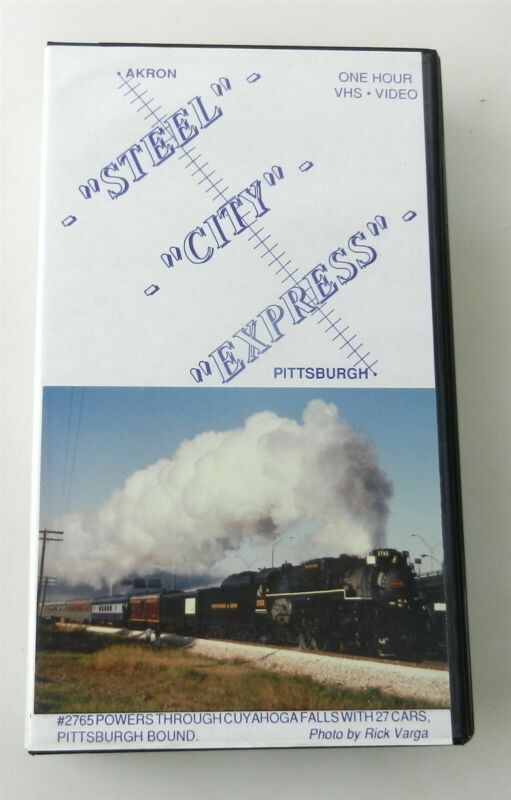 AKRON
ONE HOUR
VHS • VIDEO
- "STEEL" -
- "CITY" -
"EXPRESS" -
PITTSBURGH
2765
#2765 POWERS THROUGH CUYAHOGA FALLS WITH 27 CARS,
PITTSBURGH BOUND. Photo by Rick Varga